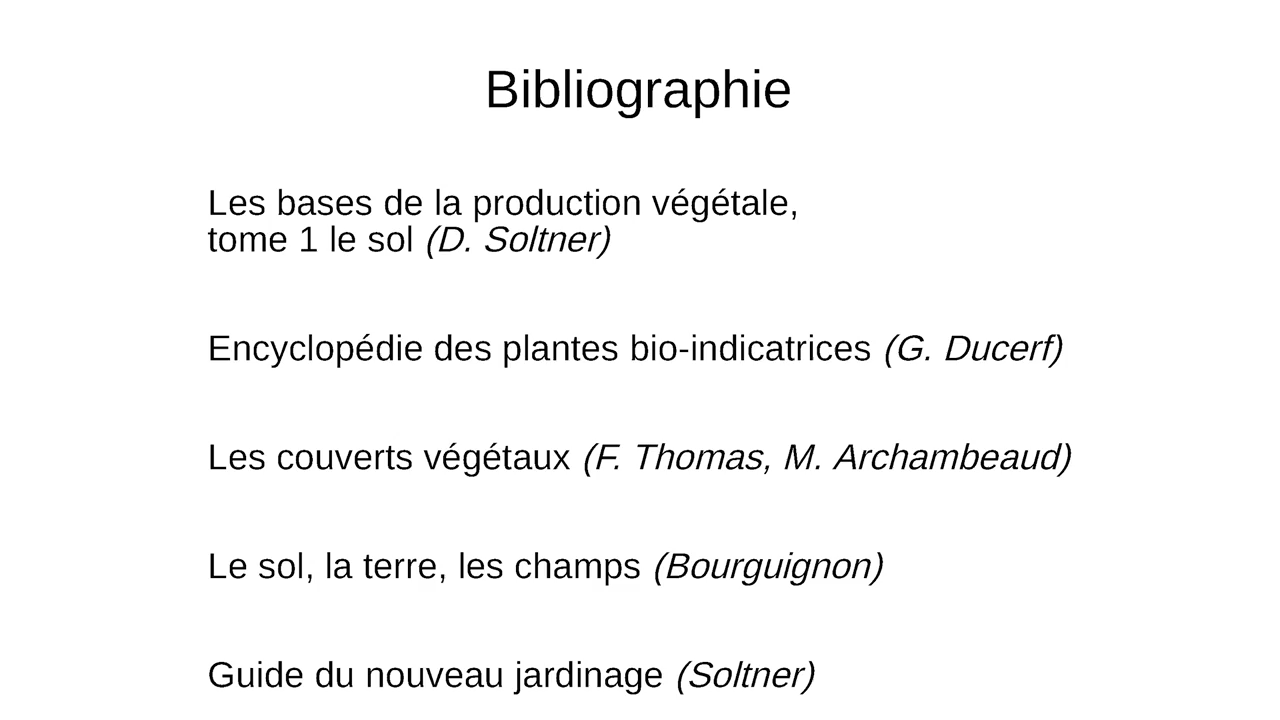 Bibliographie
Les bases de la production végétale,
tome 1 le sol (D. Soltner)
Encyclopédie des plantes bio-indicatrices (G. Ducerf)
Les couverts végétaux (F. Thomas, M. Archambeaud)
Le sol, la terre, les champs (Bourguignon)
Guide du nouveau jardinage (Soltner)